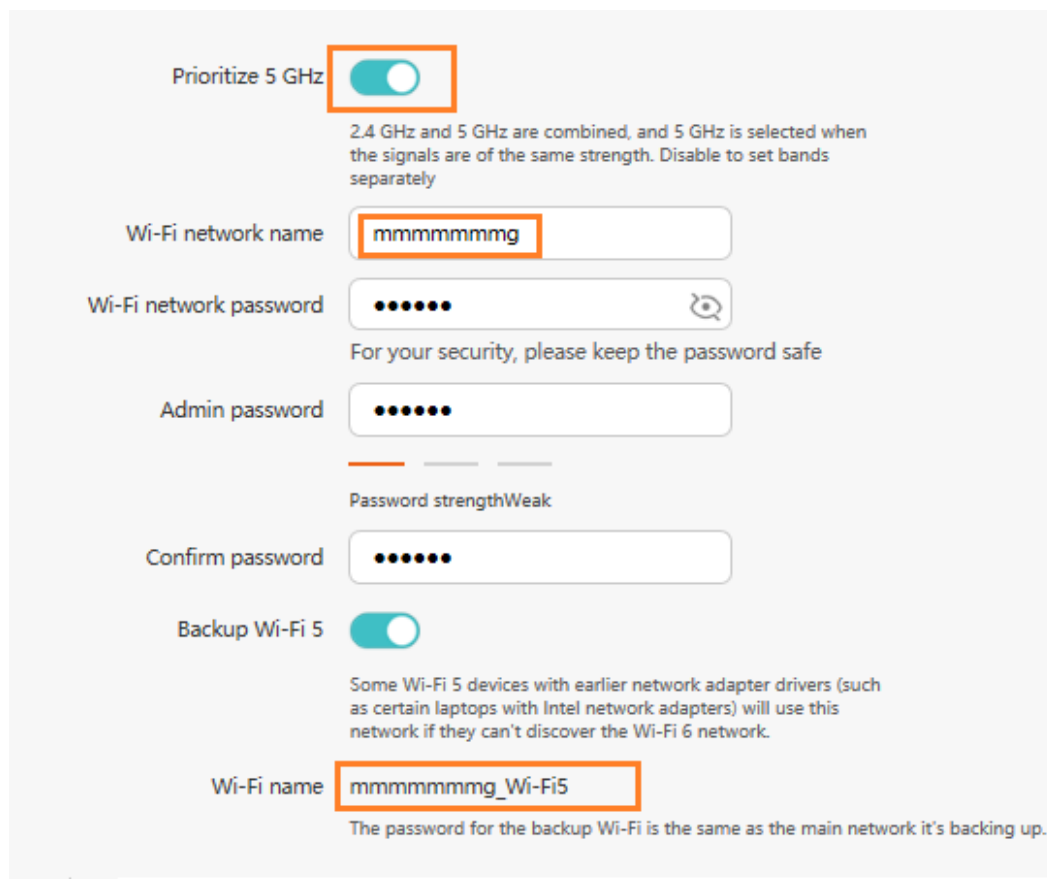 Prioritize 5 GHz
2.4 GHz and 5 GHz are combined, and 5 GHz is selected when
the signals are of the same strength. Disable to set bands
separately
Wi-Fi network name mmmmmmmg
Wi-Fi network password ••••••
For your security, please keep the password safe
Admin password ••••••
Password strengthWeak
Confirm password ••••••
Backup Wi-Fi 5
Some Wi-Fi 5 devices with earlier network adapter drivers (such
as certain laptops with Intel network adapters) will use this
network if they can't discover the Wi-Fi 6 network.
Wi-Fi name mmmmmmmg_Wi-Fi5
The password for the backup Wi-Fi is the same as the main network it's backing up.